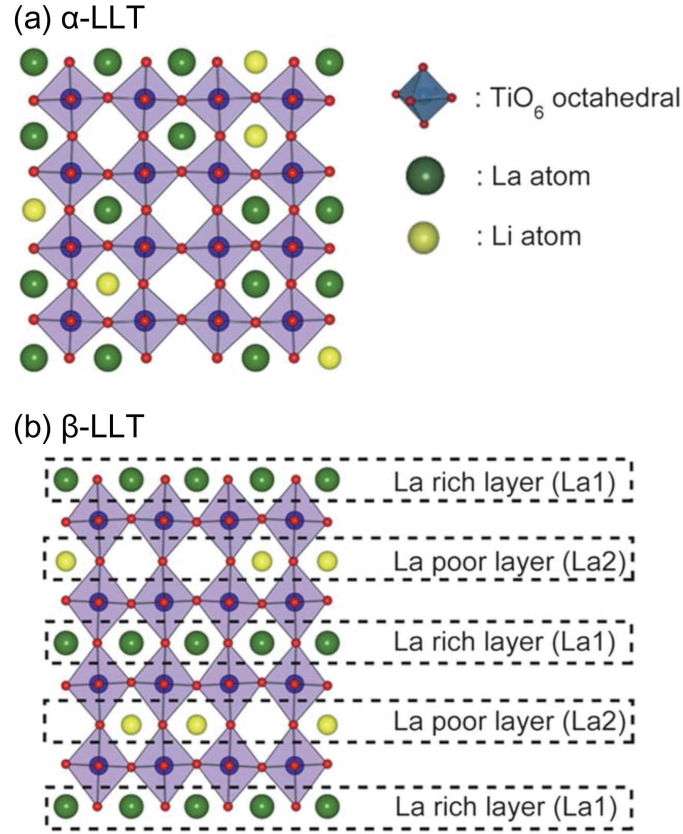 (a) α-LLT
: TiO₆ octahedral
: La atom
: Li atom
(b) β-LLT
La rich layer (La1)
La poor layer (La2)
La rich layer (La1)
La poor layer (La2)
La rich layer (La1)